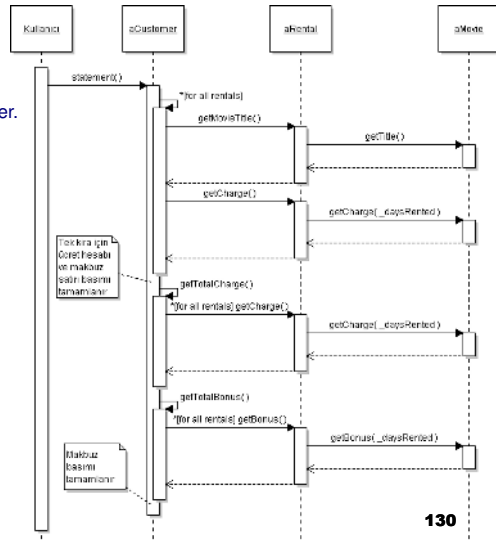 Kullanıcı
aCustomer
aRental
aMovie
statement()
er.
*[for all rentals]
getMovieTitle()
getTitle()
getCharge()
getCharge( _daysRented )
Tek kira için
ücret hesabı
ve makbuz
satırı basımı
tamamlanır
getTotalCharge()
*[for all rentals] getCharge()
getCharge( _daysRented )
getTotalBonus()
*[for all rentals] getBonus()
getBonus( _daysRented )
Makbuz
basımı
tamamlanır
130